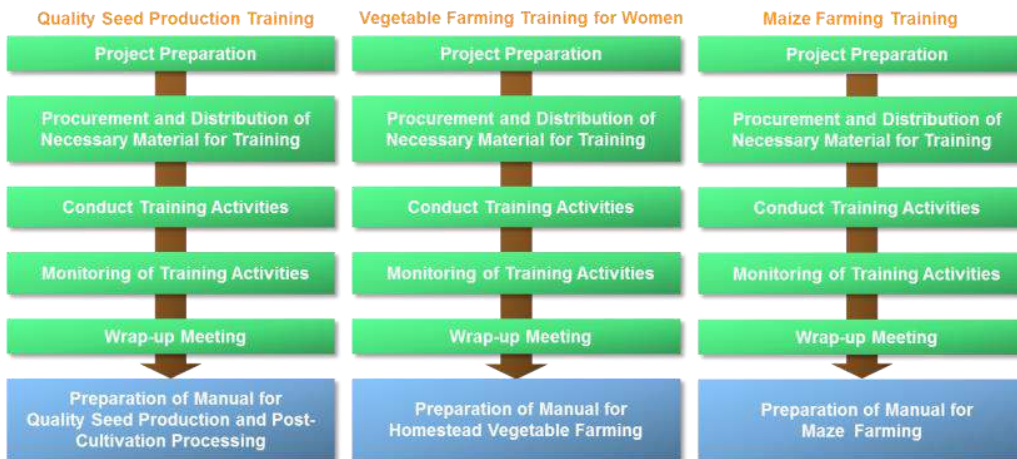 Quality Seed Production Training
Project Preparation
Procurement and Distribution of
Necessary Material for Training
Conduct Training Activities
Monitoring of Training Activities
Wrap-up Meeting
Preparation of Manual for
Quality Seed Production and Post-
Cultivation Processing
Vegetable Farming Training for Women
Project Preparation
Procurement and Distribution of
Necessary Material for Training
Conduct Training Activities
Monitoring of Training Activities
Wrap-up Meeting
Preparation of Manual for
Homestead Vegetable Farming
Maize Farming Training
Project Preparation
Procurement and Distribution of
Necessary Material for Training
Conduct Training Activities
Monitoring of Training Activities
Wrap-up Meeting
Preparation of Manual for
Maze Farming